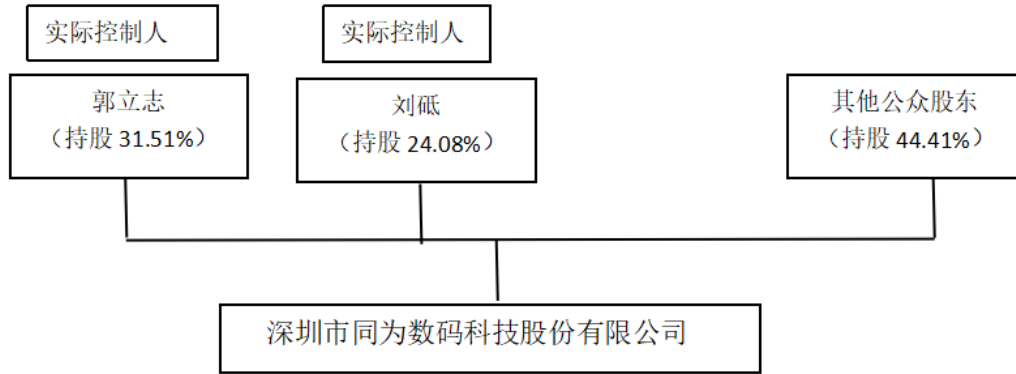 实际控制人
实际控制人
郭立志
（持股 31.51%）
刘砥
（持股 24.08%）
其他公众股东
（持股 44.41%）
深圳市同为数码科技股份有限公司